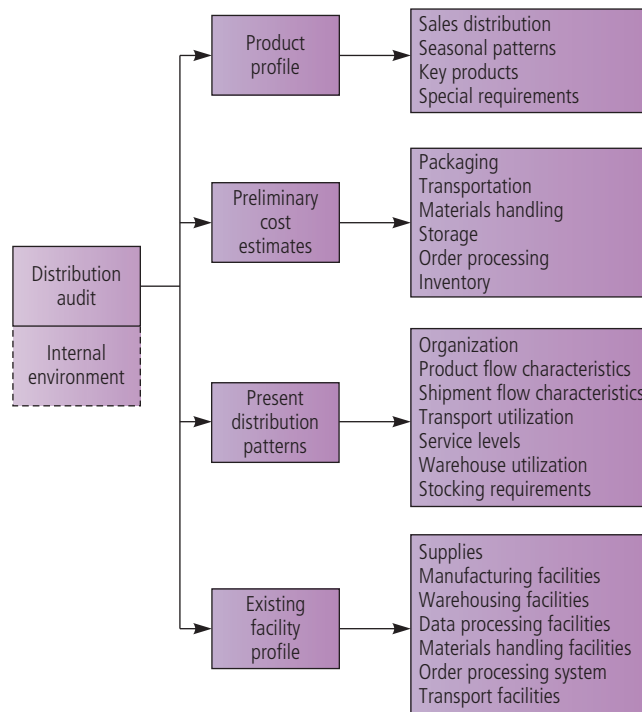 Distribution
audit
Internal
environment
Product
profile
Sales distribution
Seasonal patterns
Key products
Special requirements
Preliminary
cost
estimates
Packaging
Transportation
Materials handling
Storage
Order processing
Inventory
Present
distribution
patterns
Organization
Product flow characteristics
Shipment flow characteristics
Transport utilization
Service levels
Warehouse utilization
Stocking requirements
Existing
facility
profile
Supplies
Manufacturing facilities
Warehousing facilities
Data processing facilities
Materials handling facilities
Order processing system
Transport facilities